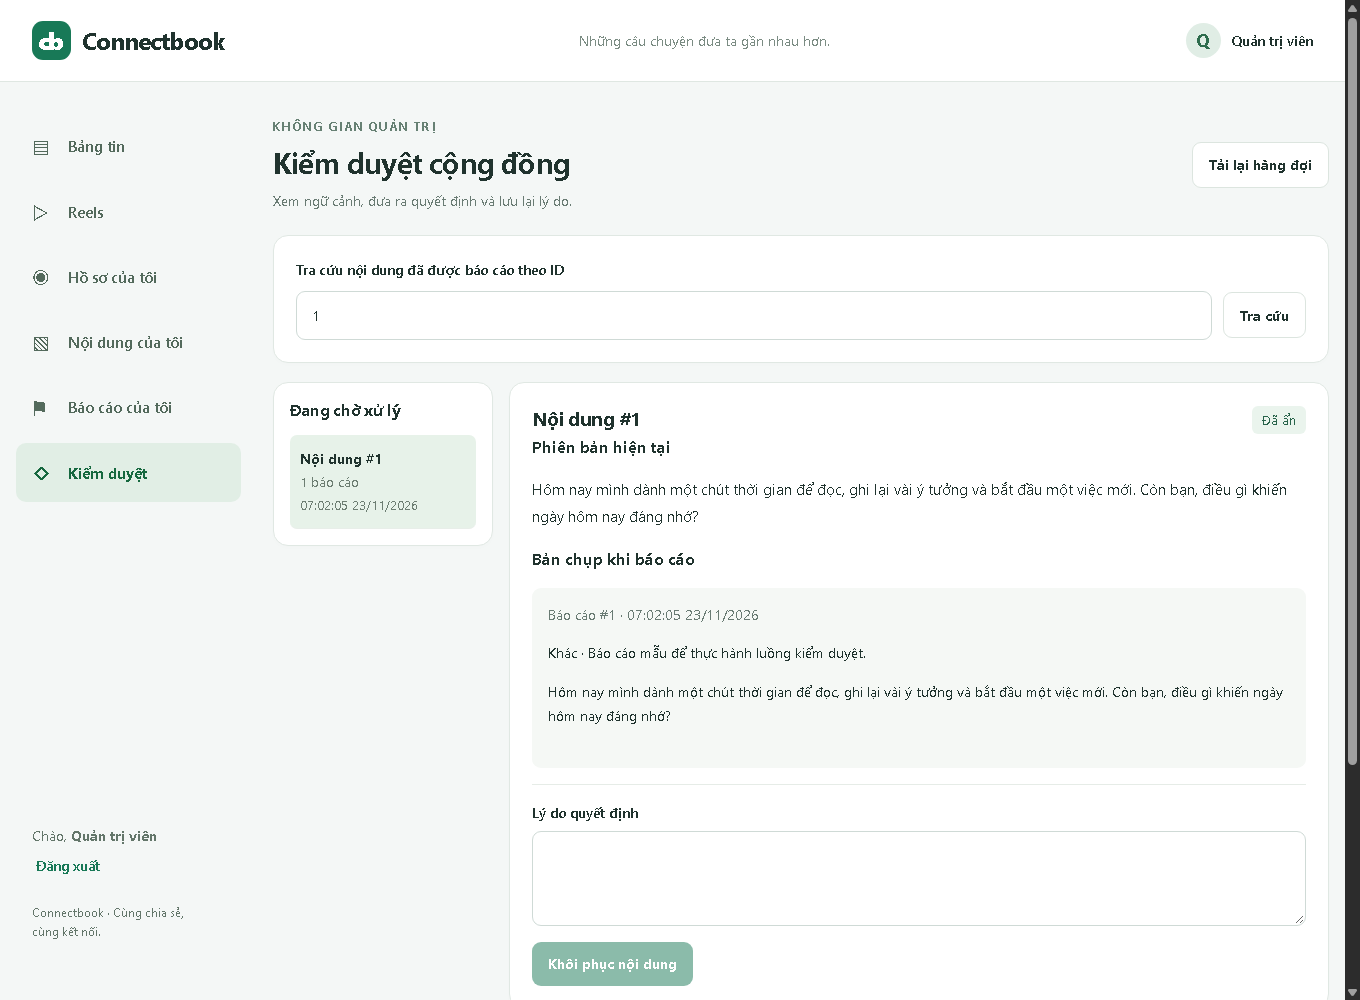 Connectbook
Những câu chuyện đưa ta gần nhau hơn.
Q
Quản trị viên
Bảng tin
Reels
Hồ sơ của tôi
Nội dung của tôi
Báo cáo của tôi
Kiểm duyệt
Chào, Quản trị viên
Đăng xuất
Connectbook · Cùng chia sẻ,
cùng kết nối.
KHÔNG GIAN QUẢN TRỊ
Kiểm duyệt cộng đồng
Xem ngữ cảnh, đưa ra quyết định và lưu lại lý do.
Tải lại hàng đợi
Tra cứu nội dung đã được báo cáo theo ID
1
Tra cứu
Đang chờ xử lý
Nội dung #1
1 báo cáo
07:02:05 23/11/2026
Nội dung #1
Đã ẩn
Phiên bản hiện tại
Hôm nay mình dành một chút thời gian để đọc, ghi lại vài ý tưởng và bắt đầu một việc mới. Còn bạn, điều gì khiến
ngày hôm nay đáng nhớ?
Bản chụp khi báo cáo
Báo cáo #1 · 07:02:05 23/11/2026
Khác · Báo cáo mẫu để thực hành luồng kiểm duyệt.
Hôm nay mình dành một chút thời gian để đọc, ghi lại vài ý tưởng và bắt đầu một việc mới. Còn bạn, điều gì khiến ngày
hôm nay đáng nhớ?
Lý do quyết định
Khôi phục nội dung